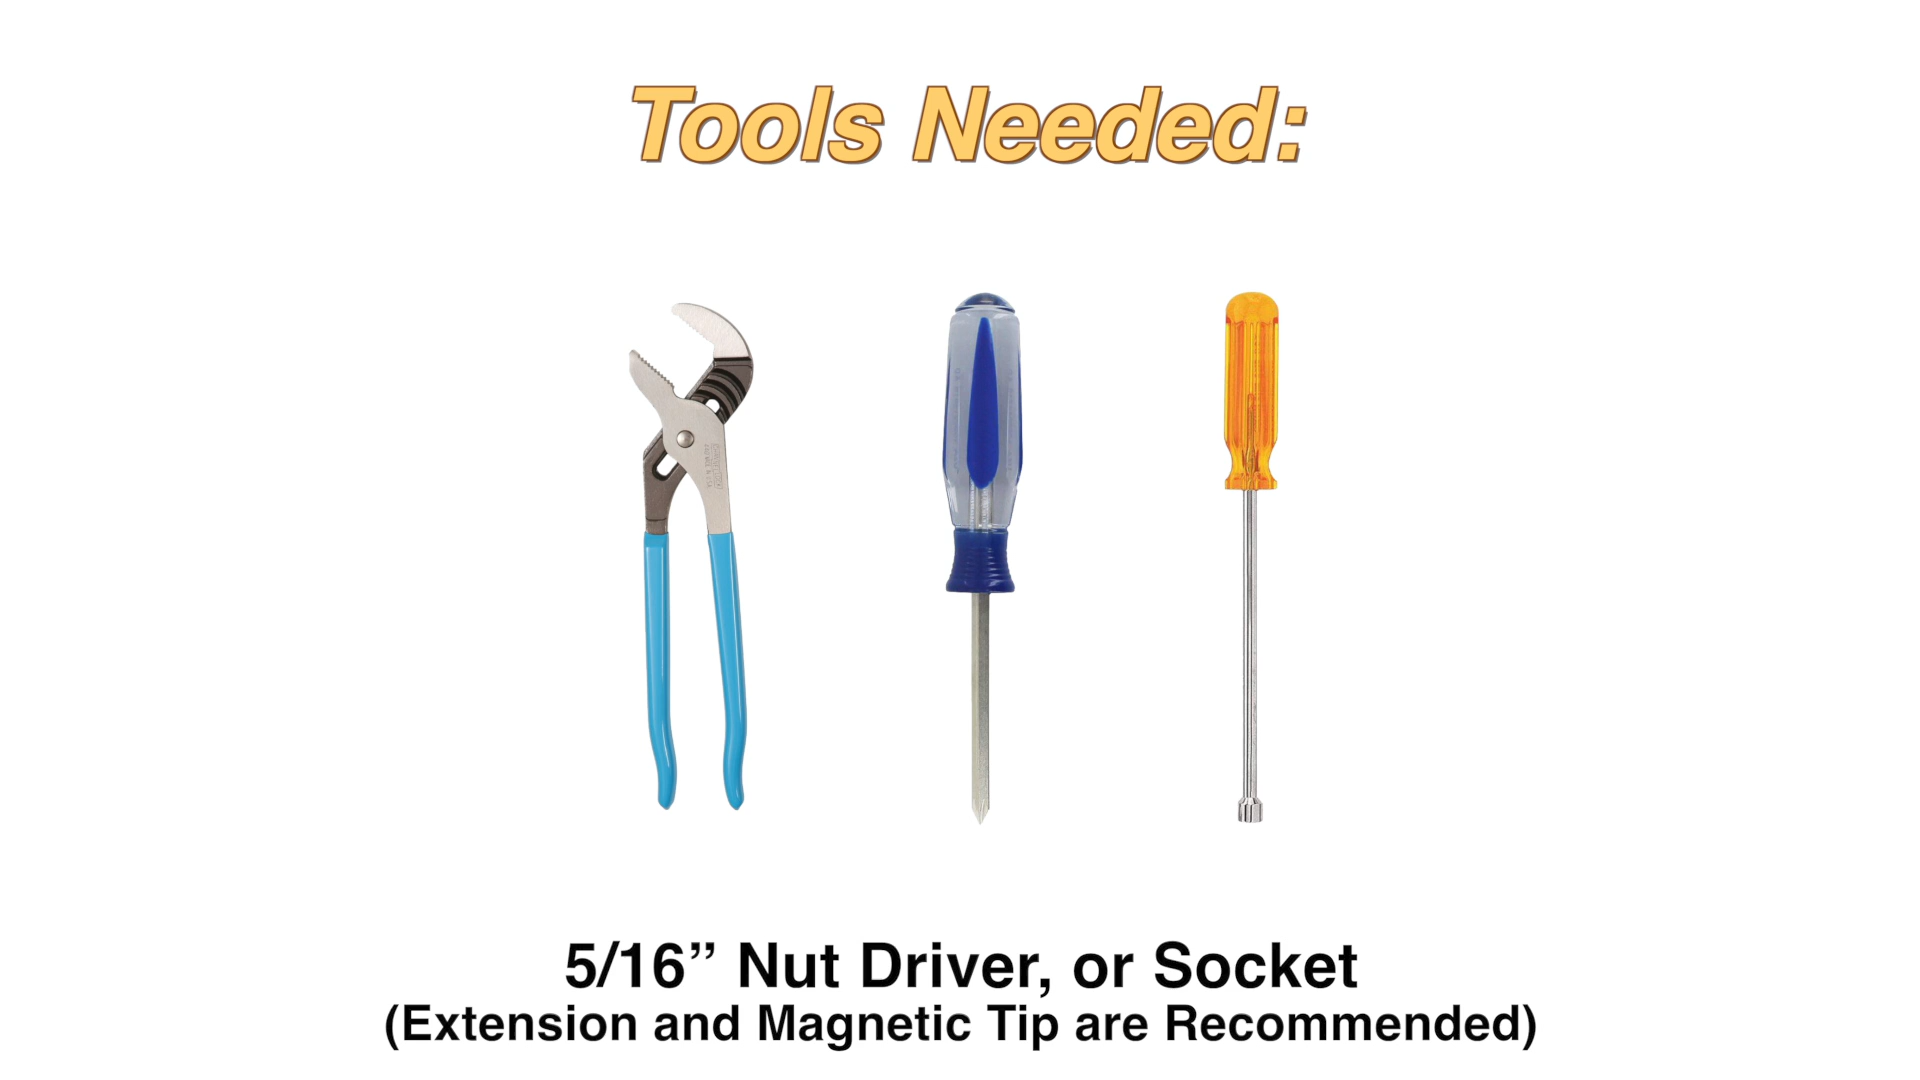 Tools Needed:
5/16” Nut Driver, or Socket
(Extension and Magnetic Tip are Recommended)